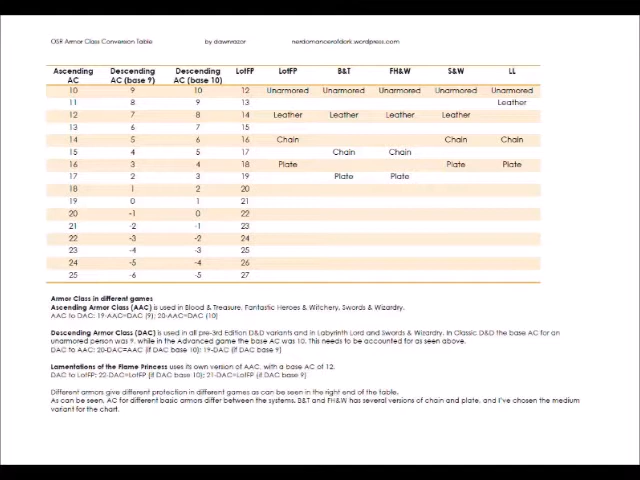 OSR Armor Class Conversion Table by dawnrazor nerdomancerofdork.wordpress.com
Ascending AC Descending AC (base 9) Descending AC (base 10) LotFP LotFP B&T FH&W S&W LL
10 9 10 12 Unarmored Unarmored Unarmored Unarmored Unarmored
11 8 9 13 Leather
12 7 8 14 Leather Leather Leather Leather
13 6 7 15
14 5 6 16 Chain Chain Chain
15 4 5 17 Chain Chain
16 3 4 18 Plate Plate Plate
17 2 3 19 Plate Plate
18 1 2 20
19 0 1 21
20 -1 0 22
21 -2 -1 23
22 -3 -2 24
23 -4 -3 25
24 -5 -4 26
25 -6 -5 27
Armor Class in different games
Ascending Armor Class (AAC) is used in Blood & Treasure, Fantastic Heroes & Witchery, Swords & Wizardry.
AAC to DAC: 19-AAC=DAC (9); 20-AAC=DAC (10)
Descending Armor Class (DAC) is used in all pre-3rd Edition D&D variants and in Labyrinth Lord and Swords & Wizardry. In Classic D&D the base AC for an
unarmored person was 9, while in the Advanced game the base AC was 10. This needs to be accounted for as seen above.
DAC to AAC: 20-DAC=AAC (if DAC base 10); 19-DAC (if DAC base 9)
Lamentations of the Flame Princess uses its own version of AAC, with a base AC of 12.
DAC to LotFP: 22-DAC=LotFP (if DAC base 10); 21-DAC=LotFP (if DAC base 9)
Different armors give different protection in different games as can be seen in the right end of the table.
As can be seen, AC for different basic armors differ between the systems. B&T and FH&W has several versions of chain and plate, and I've chosen the medium
variant for the chart.